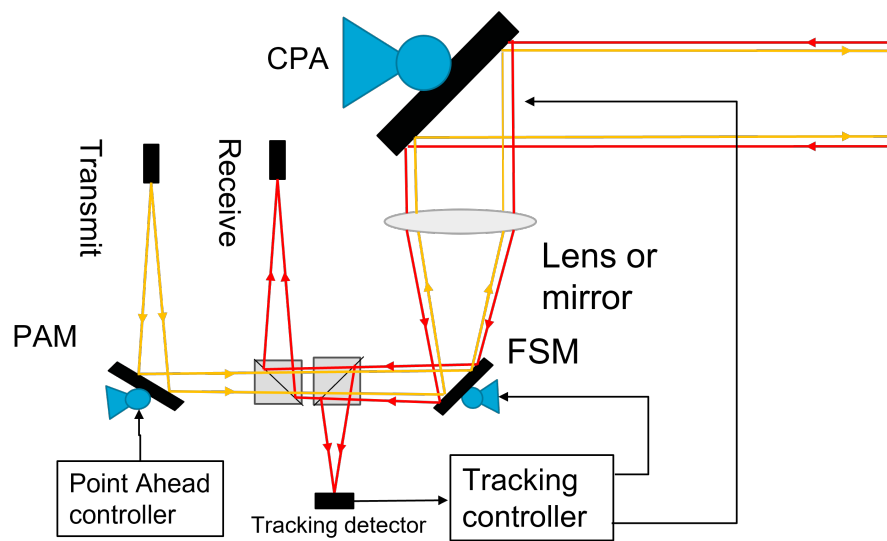 CPA
Transmit
Receive
Lens or
mirror
PAM
FSM
Point Ahead
controller
Tracking detector
Tracking
controller